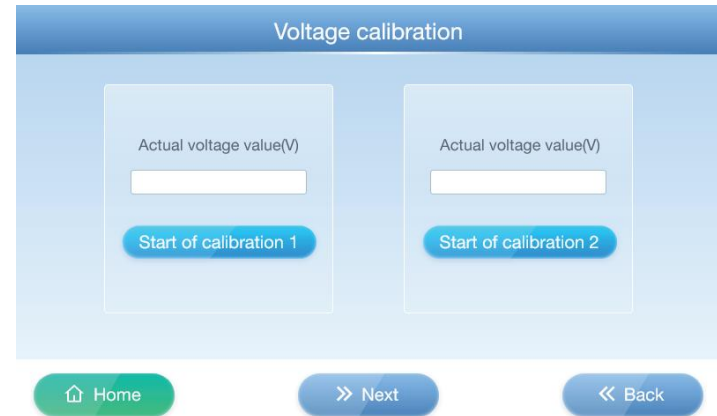 Voltage calibration
Actual voltage value(V)
Start of calibration 1
Actual voltage value(V)
Start of calibration 2
Home
Next
Back